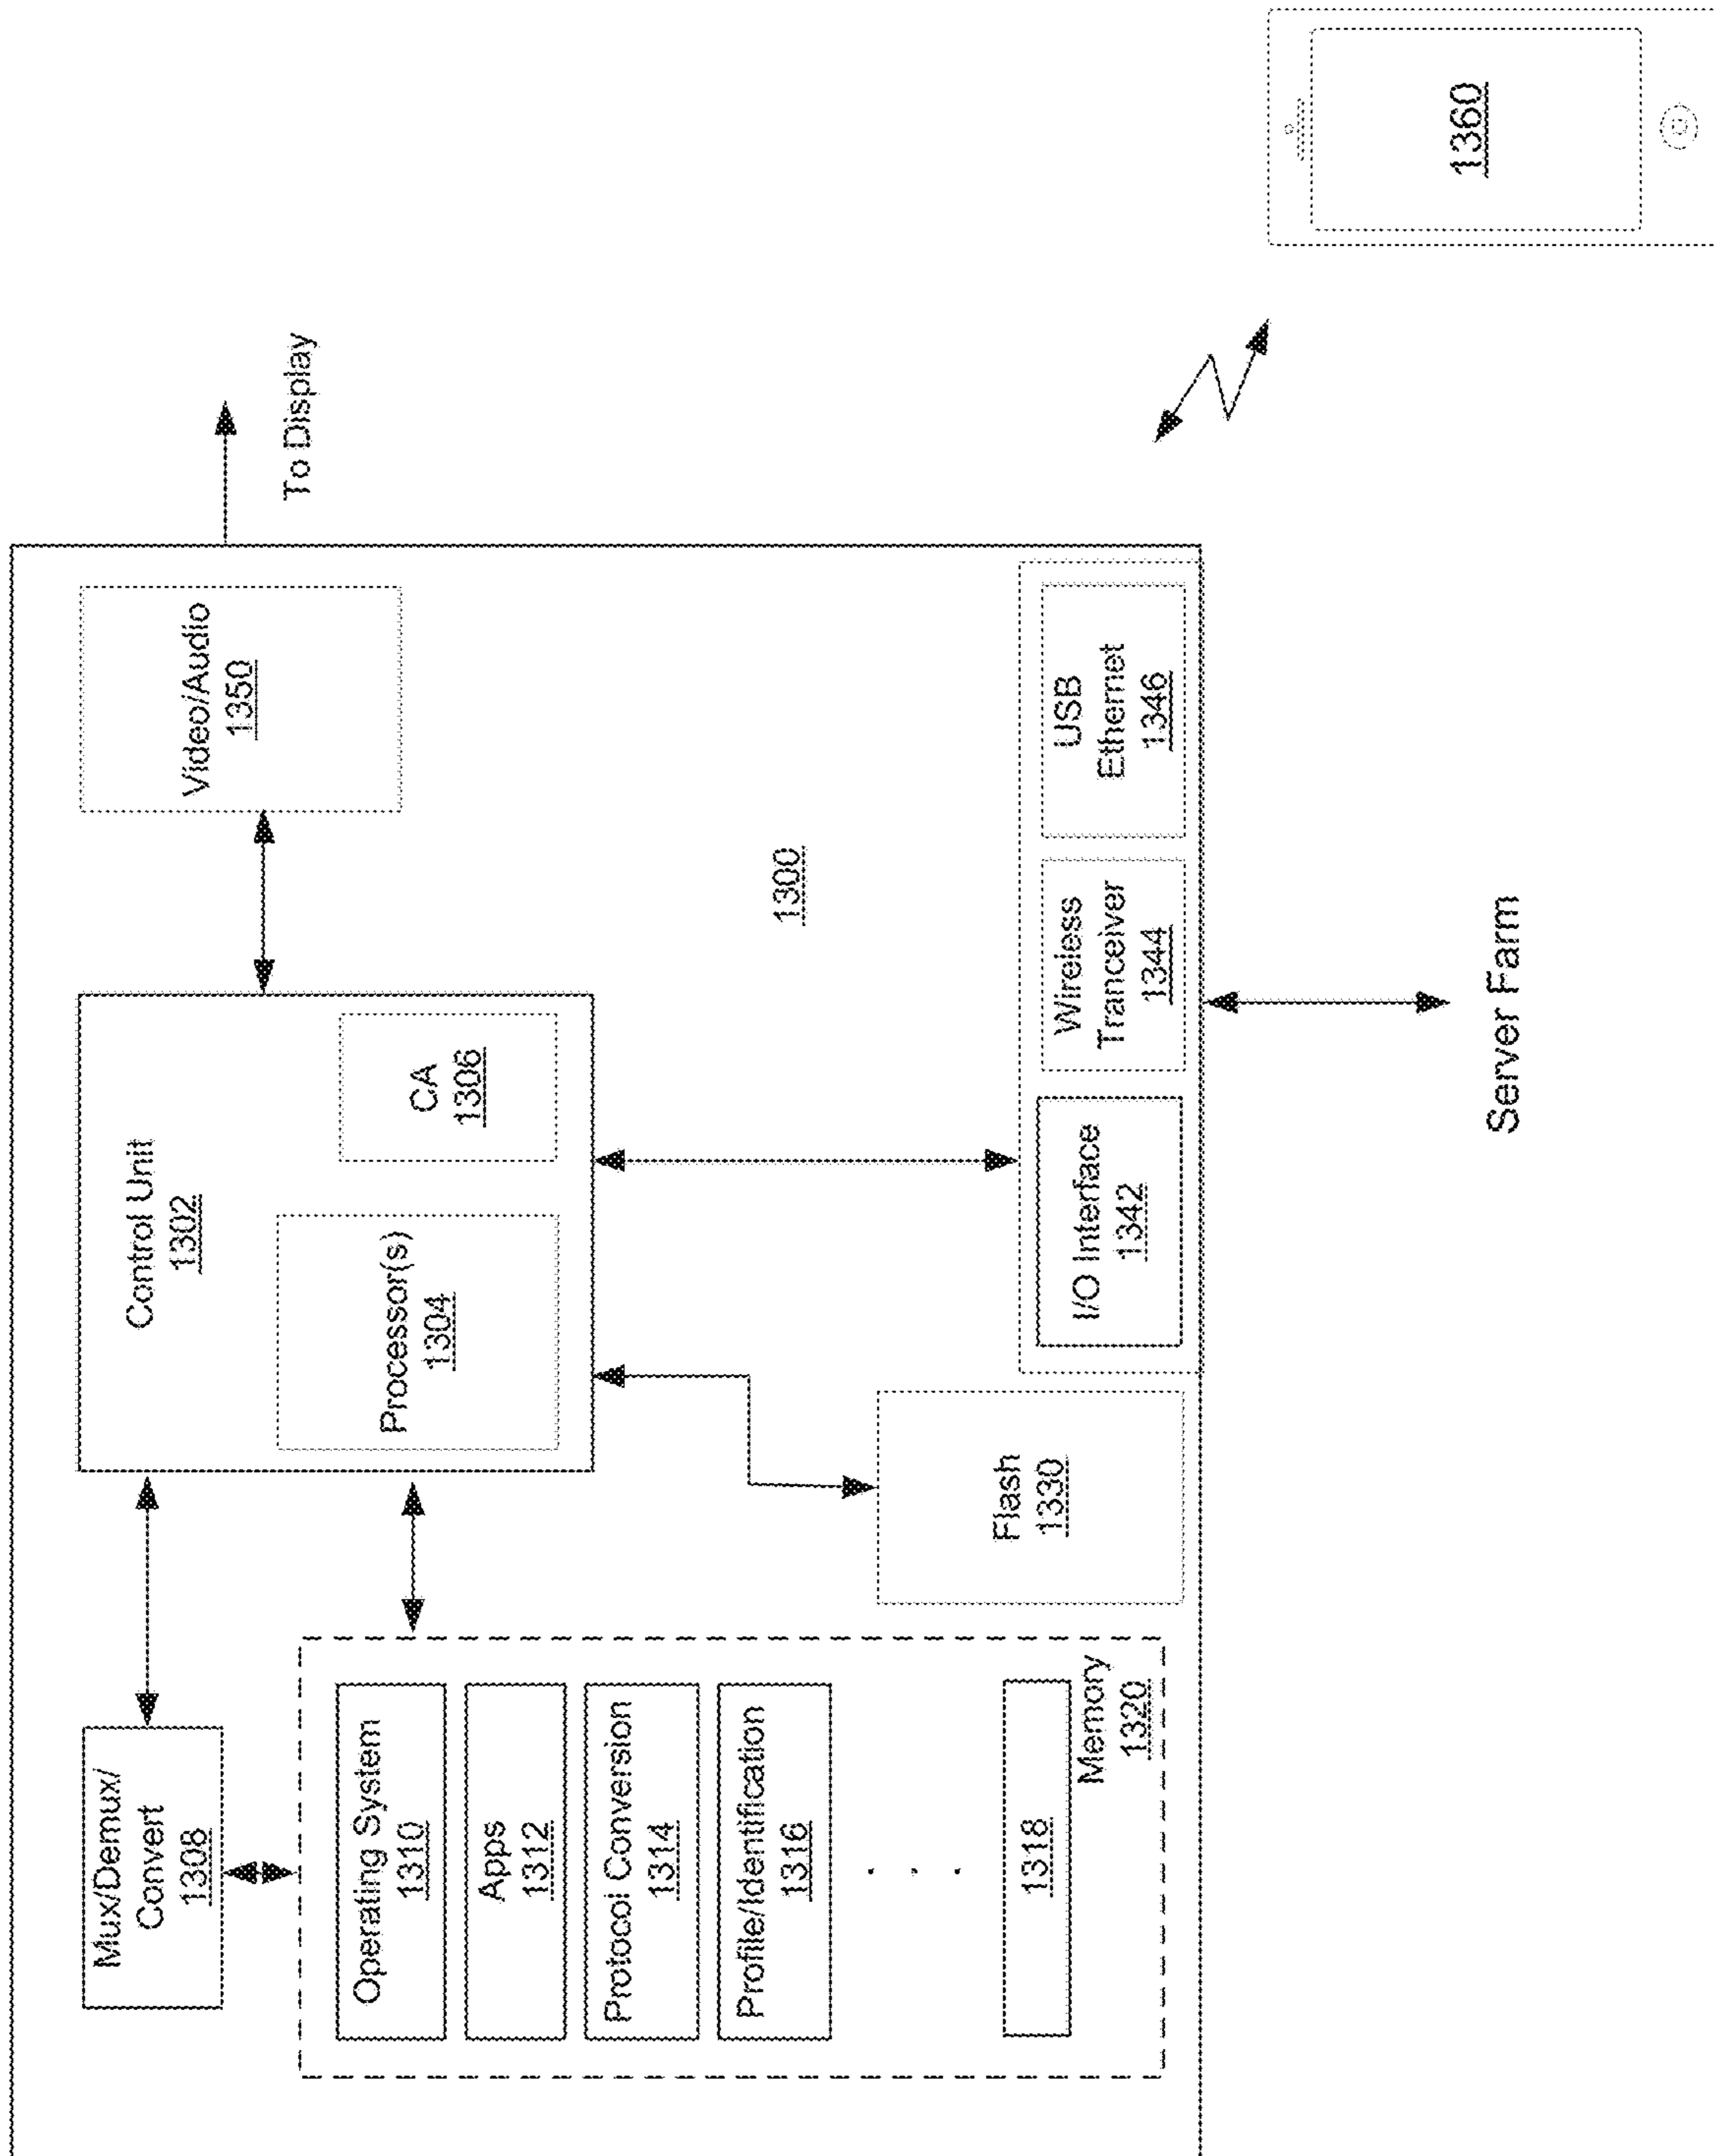 Mux/Demux/
Convert
1308
Operating System
1310
Apps
1312
Protocol Conversion
1314
Profile/Identification
1316
. . .
1318
Memory
1320
Control Unit
1302
Processor(s)
1304
CA
1306
Flash
1330
Video/Audio
1350
1300
I/O Interface
1342
Wireless
Tranceiver
1344
USB
Ethernet
1346
To Display
Server Farm
1360